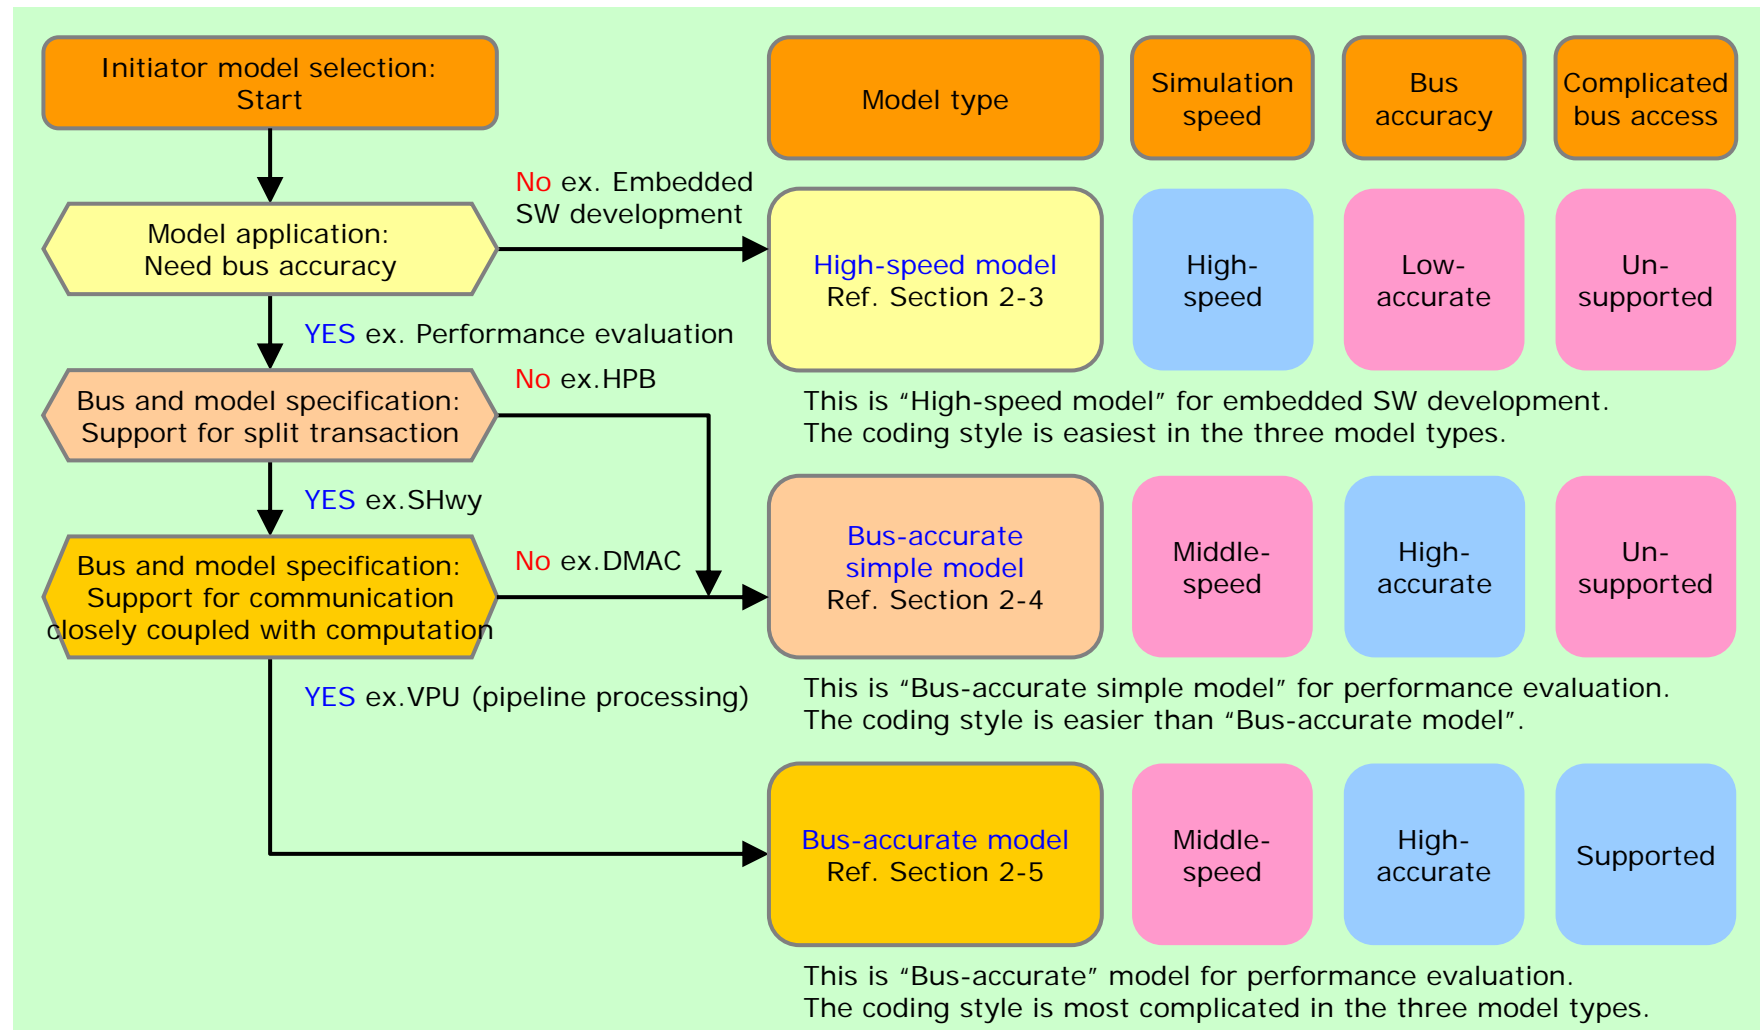 Initiator model selection:
Start
Model type
Simulation
speed
Bus
accuracy
Complicated
bus access
No ex. Embedded
SW development
Model application:
Need bus accuracy
High-speed model
Ref. Section 2-3
High-
speed
Low-
accurate
Un-
supported
YES ex. Performance evaluation
This is “High-speed model” for embedded SW development.
The coding style is easiest in the three model types.
Bus and model specification:
Support for split transaction
No ex.HPB
YES ex.SHwy
Bus and model specification:
Support for communication
closely coupled with computation
No ex.DMAC
Bus-accurate
simple model
Ref. Section 2-4
Middle-
speed
High-
accurate
Un-
supported
YES ex.VPU (pipeline processing)
This is “Bus-accurate simple model” for performance evaluation.
The coding style is easier than “Bus-accurate model”.
Bus-accurate model
Ref. Section 2-5
Middle-
speed
High-
accurate
Supported
This is “Bus-accurate” model for performance evaluation.
The coding style is most complicated in the three model types.